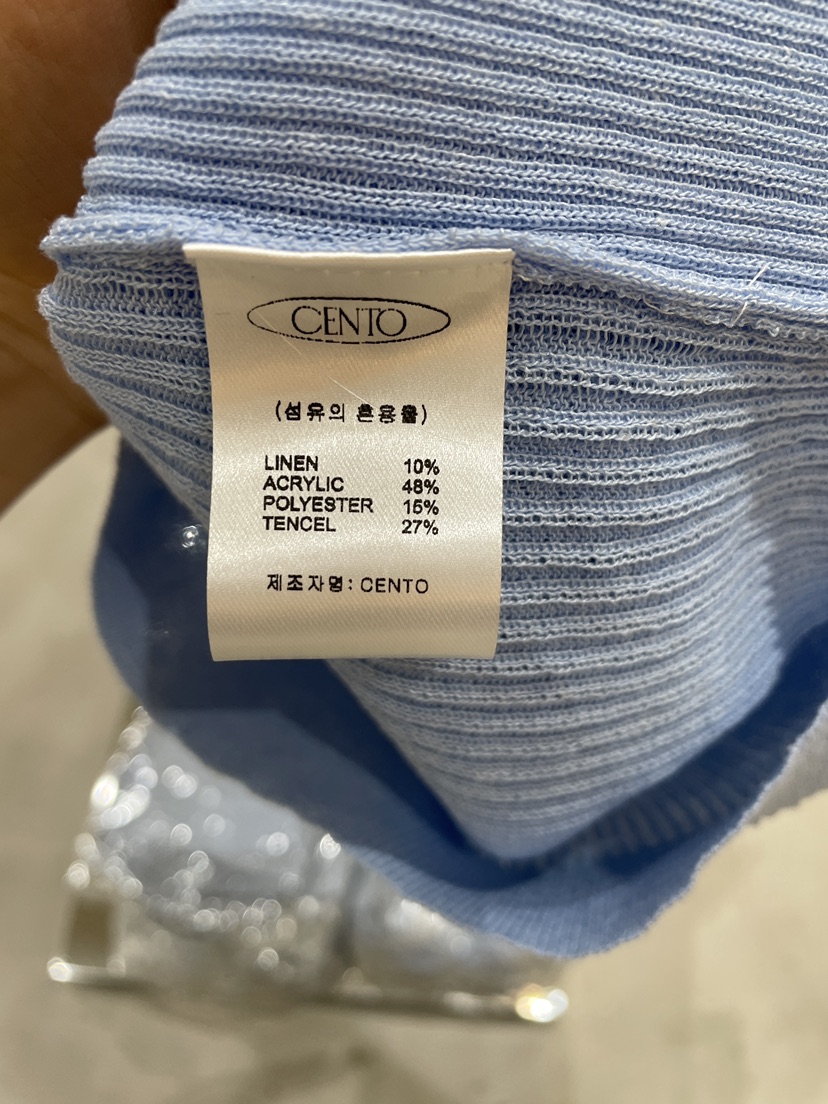 CENTO
(섬유의 혼용율)
LINEN 10%
ACRYLIC 48%
POLYESTER 15%
TENCEL 27%
제조자명: CENTO